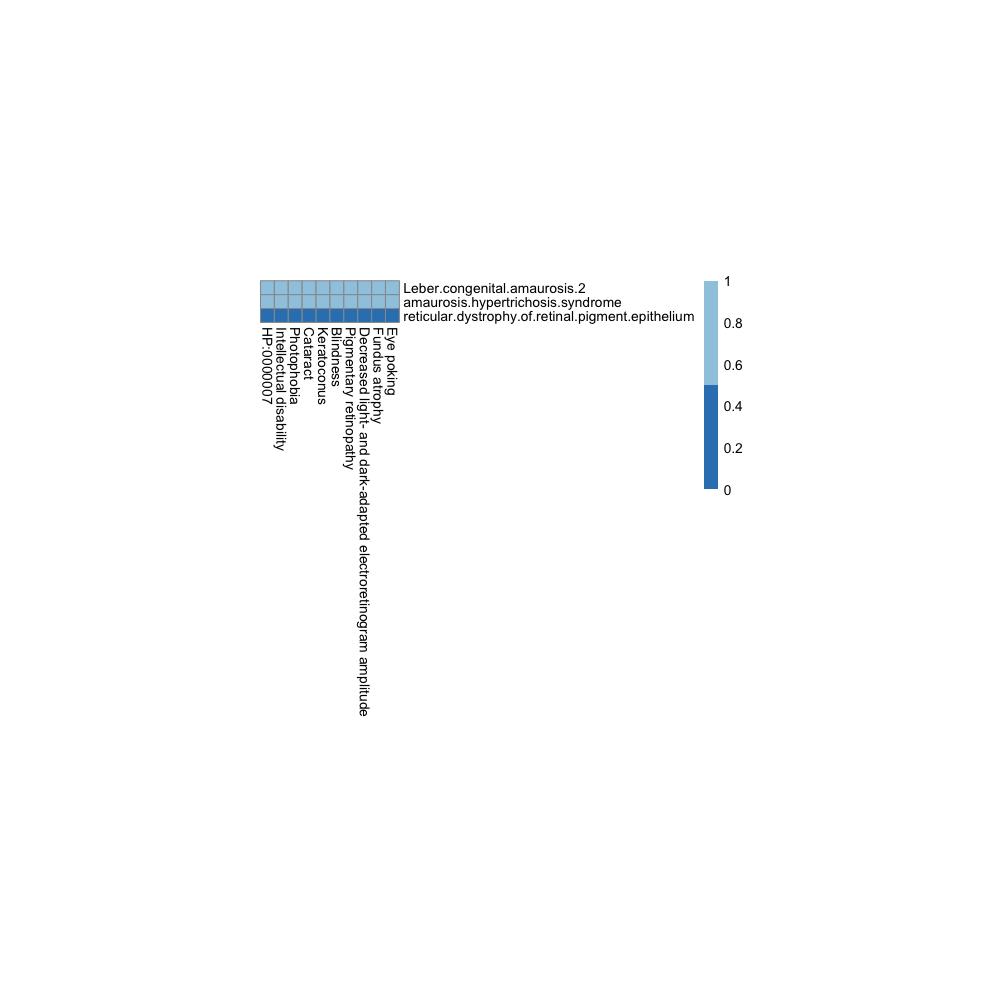 Leber.congenital.amaurosis.2
amaurosis.hypertrichosis.syndrome
reticular.dystrophy.of.retinal.pigment.epithelium
HP:0000007
Intellectual disability
Photophobia
Cataract
Keratoconus
Blindness
Pigmentary retinopathy
Decreased light- and dark-adapted electroretinogram amplitude
Fundus atrophy
Eye poking
1
0.8
0.6
0.4
0.2
0